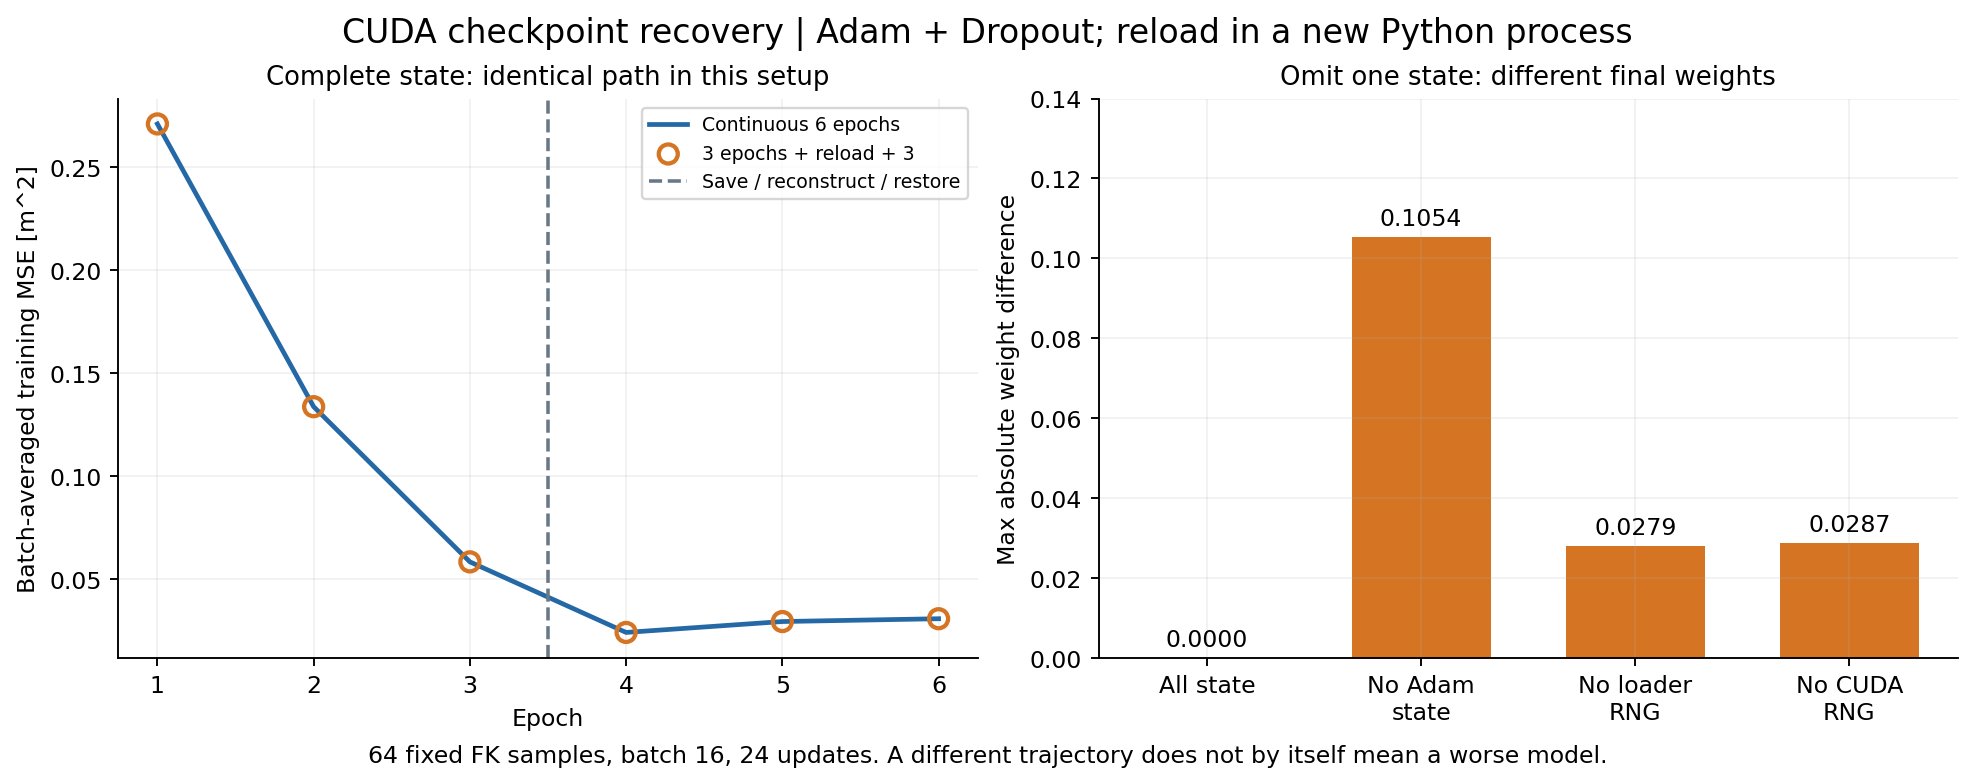 CUDA checkpoint recovery | Adam + Dropout; reload in a new Python process
Complete state: identical path in this setup
Batch-averaged training MSE [m^2]
0.25
0.20
0.15
0.10
0.05
Continuous 6 epochs
3 epochs + reload + 3
Save / reconstruct / restore
1 2 3 4 5 6
Epoch
Omit one state: different final weights
Max absolute weight difference
0.14
0.12
0.10
0.08
0.06
0.04
0.02
0.00
0.0000
0.1054
0.0279
0.0287
All state
No Adam
state
No loader
RNG
No CUDA
RNG
64 fixed FK samples, batch 16, 24 updates. A different trajectory does not by itself mean a worse model.